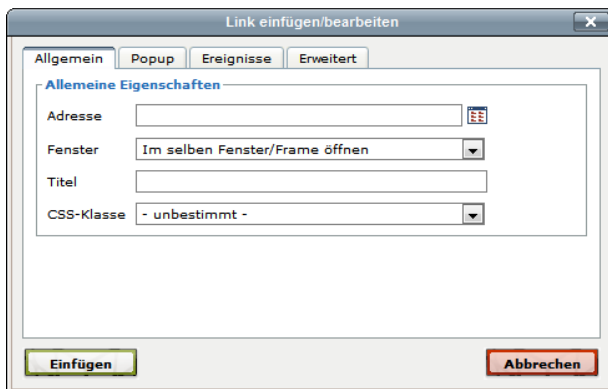 Link einfügen/bearbeiten
Allgemein Popup Ereignisse Erweitert
Allemeine Eigenschaften
Adresse
Fenster Im selben Fenster/Frame öffnen
Titel
CSS-Klasse - unbestimmt -
Einfügen Abbrechen